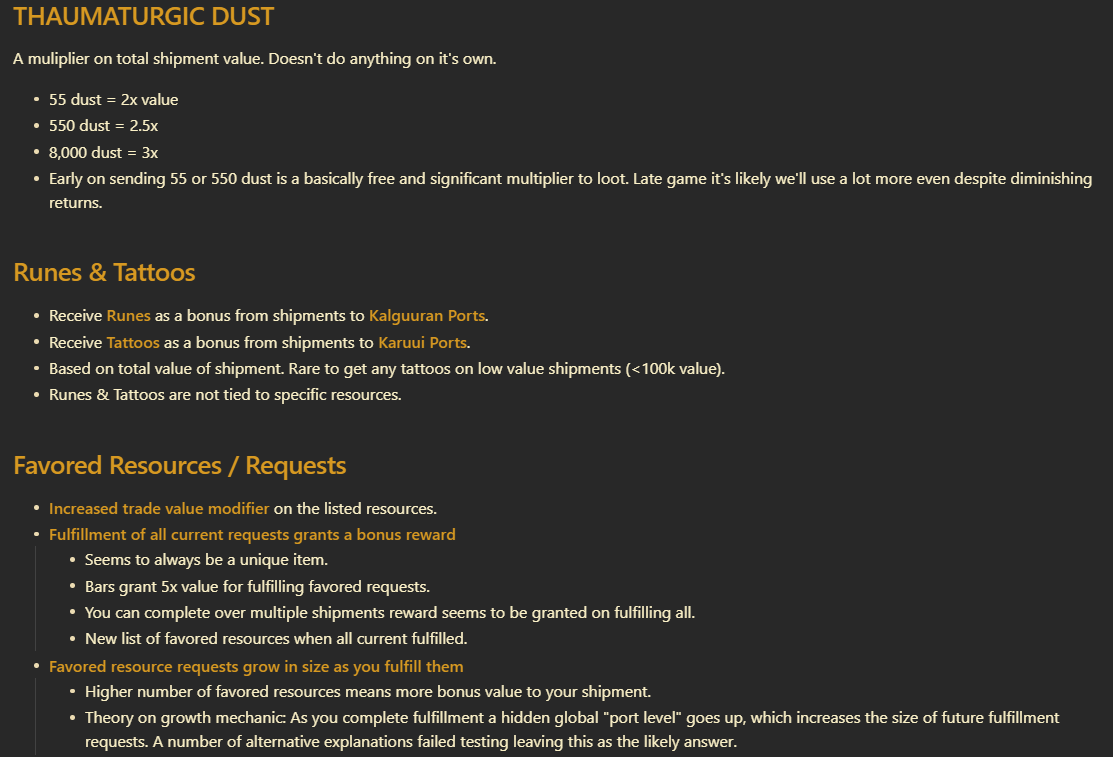 THAUMATURGIC DUST
A muliplier on total shipment value. Doesn't do anything on it's own.
• 55 dust = 2x value
• 550 dust = 2.5x
• 8,000 dust = 3x
• Early on sending 55 or 550 dust is a basically free and significant multiplier to loot. Late game it's likely we'll use a lot more even despite diminishing
returns.
Runes & Tattoos
• Receive Runes as a bonus from shipments to Kalguuran Ports.
• Receive Tattoos as a bonus from shipments to Karuui Ports.
• Based on total value of shipment. Rare to get any tattoos on low value shipments (<100k value).
• Runes & Tattoos are not tied to specific resources.
Favored Resources / Requests
• Increased trade value modifier on the listed resources.
• Fulfillment of all current requests grants a bonus reward
• Seems to always be a unique item.
• Bars grant 5x value for fulfilling favored requests.
• You can complete over multiple shipments reward seems to be granted on fulfilling all.
• New list of favored resources when all current fulfilled.
• Favored resource requests grow in size as you fulfill them
• Higher number of favored resources means more bonus value to your shipment.
• Theory on growth mechanic: As you complete fulfillment a hidden global "port level" goes up, which increases the size of future fulfillment
requests. A number of alternative explanations failed testing leaving this as the likely answer.